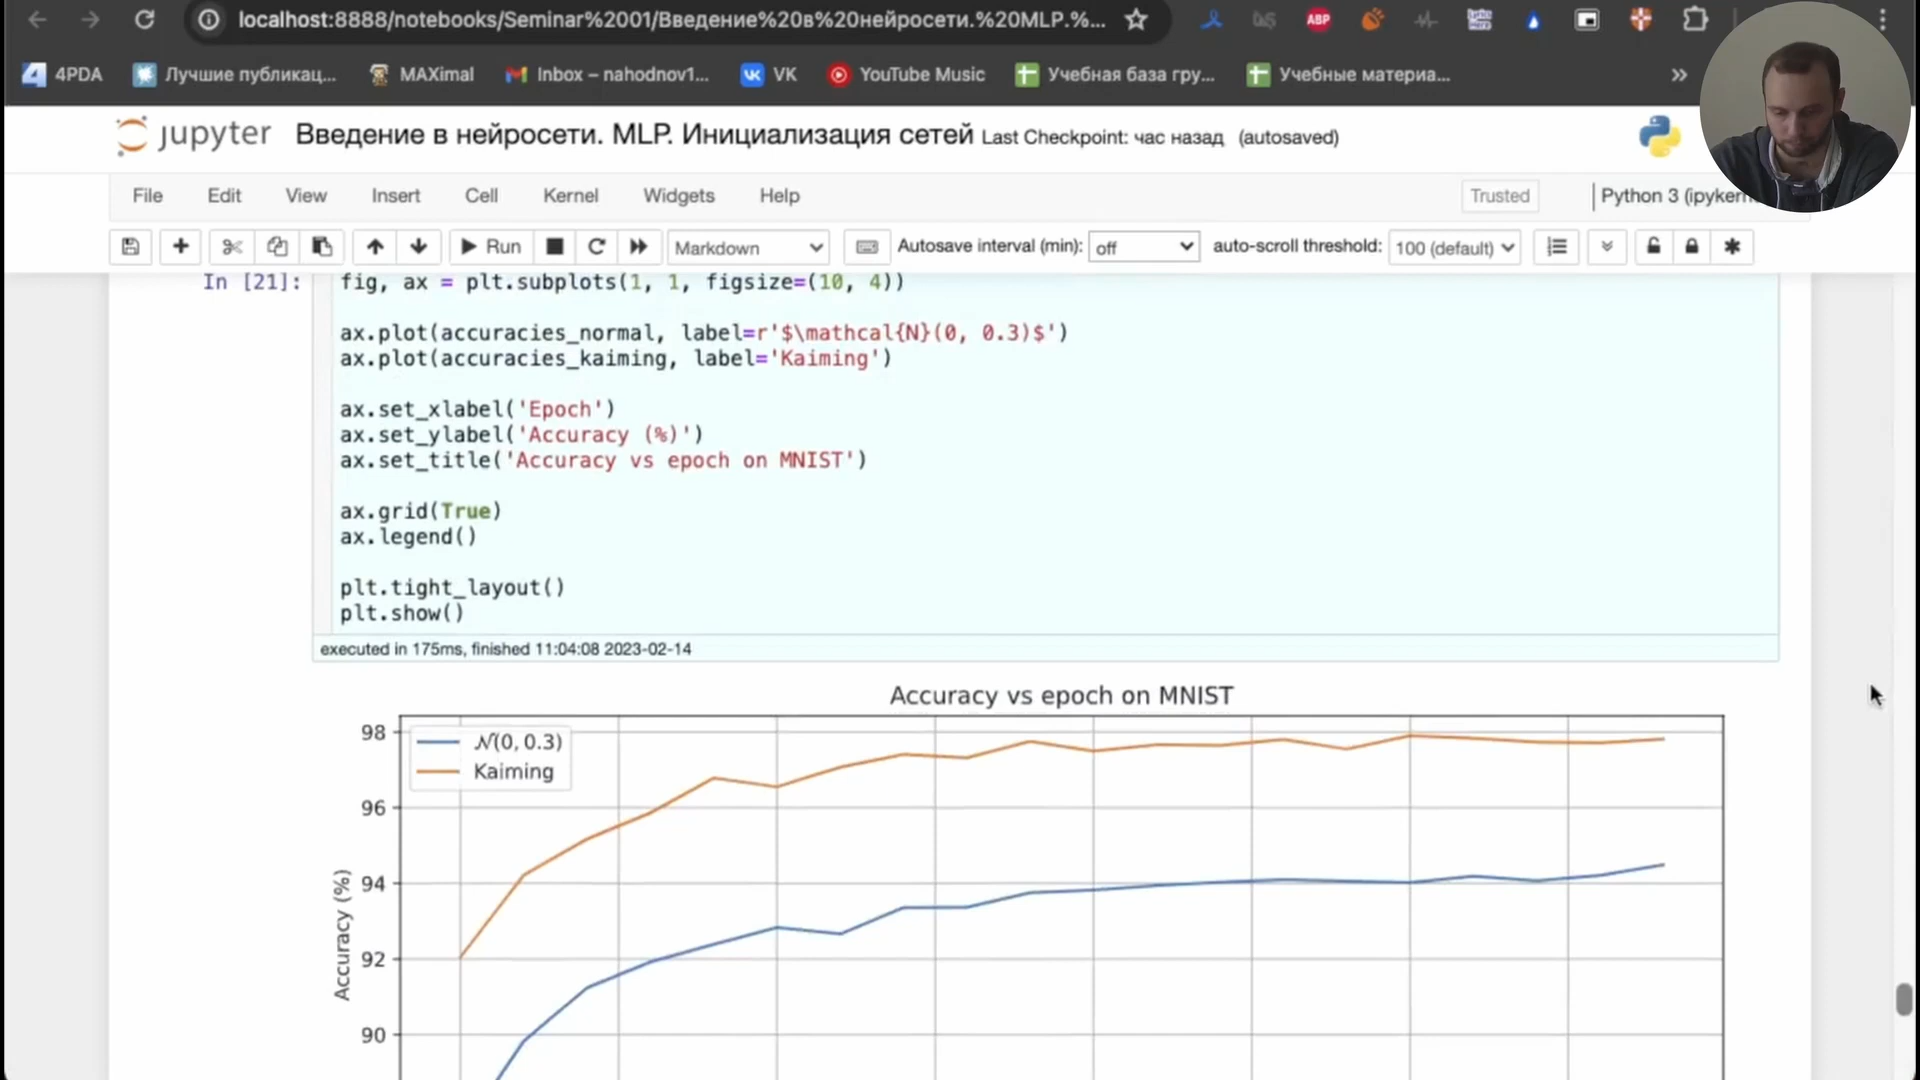 localhost:8888/notebooks/Seminar%2001/Введение%20в%20нейросети.%20MLP.%...
ABP
4PDA
Лучшие публикац...
MAXimal
Inbox – nahodnov1...
VK
YouTube Music
Учебная база гру...
Учебные материа...
»
jupyter Введение в нейросети. MLP. Инициализация сетей Last Checkpoint: час назад (autosaved)
File Edit View Insert Cell Kernel Widgets Help Trusted Python 3 (ipykern
Run Markdown Autosave interval (min): off auto-scroll threshold: 100 (default)
In [21]: fig, ax = plt.subplots(1, 1, figsize=(10, 4))
ax.plot(accuracies_normal, label=r'$\mathcal{N}(0, 0.3)$')
ax.plot(accuracies_kaiming, label='Kaiming')
ax.set_xlabel('Epoch')
ax.set_ylabel('Accuracy (%)')
ax.set_title('Accuracy vs epoch on MNIST')
ax.grid(True)
ax.legend()
plt.tight_layout()
plt.show()
executed in 175ms, finished 11:04:08 2023-02-14
Accuracy vs epoch on MNIST
98
𝒩(0, 0.3)
Kaiming
96
94
Accuracy (%)
92
90